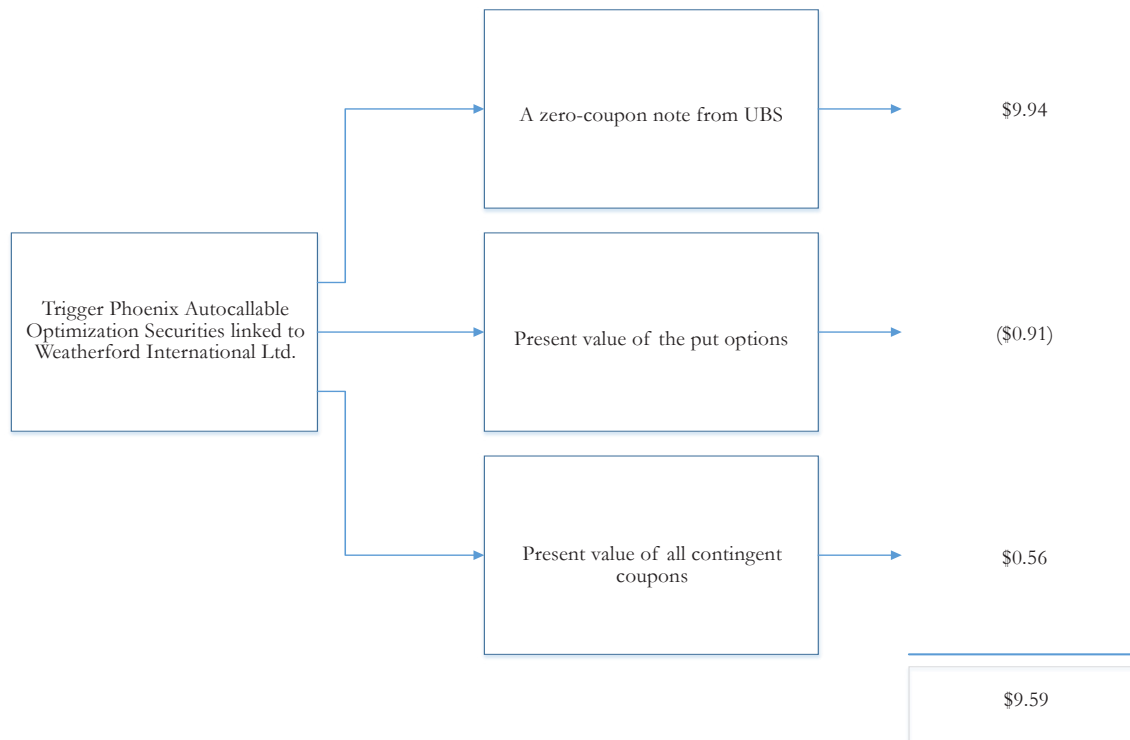 A zero-coupon note from UBS
$9.94
Trigger Phoenix Autocallable
Optimization Securities linked to
Weatherford International Ltd.
Present value of the put options
($0.91)
Present value of all contingent
coupons
$0.56
$9.59